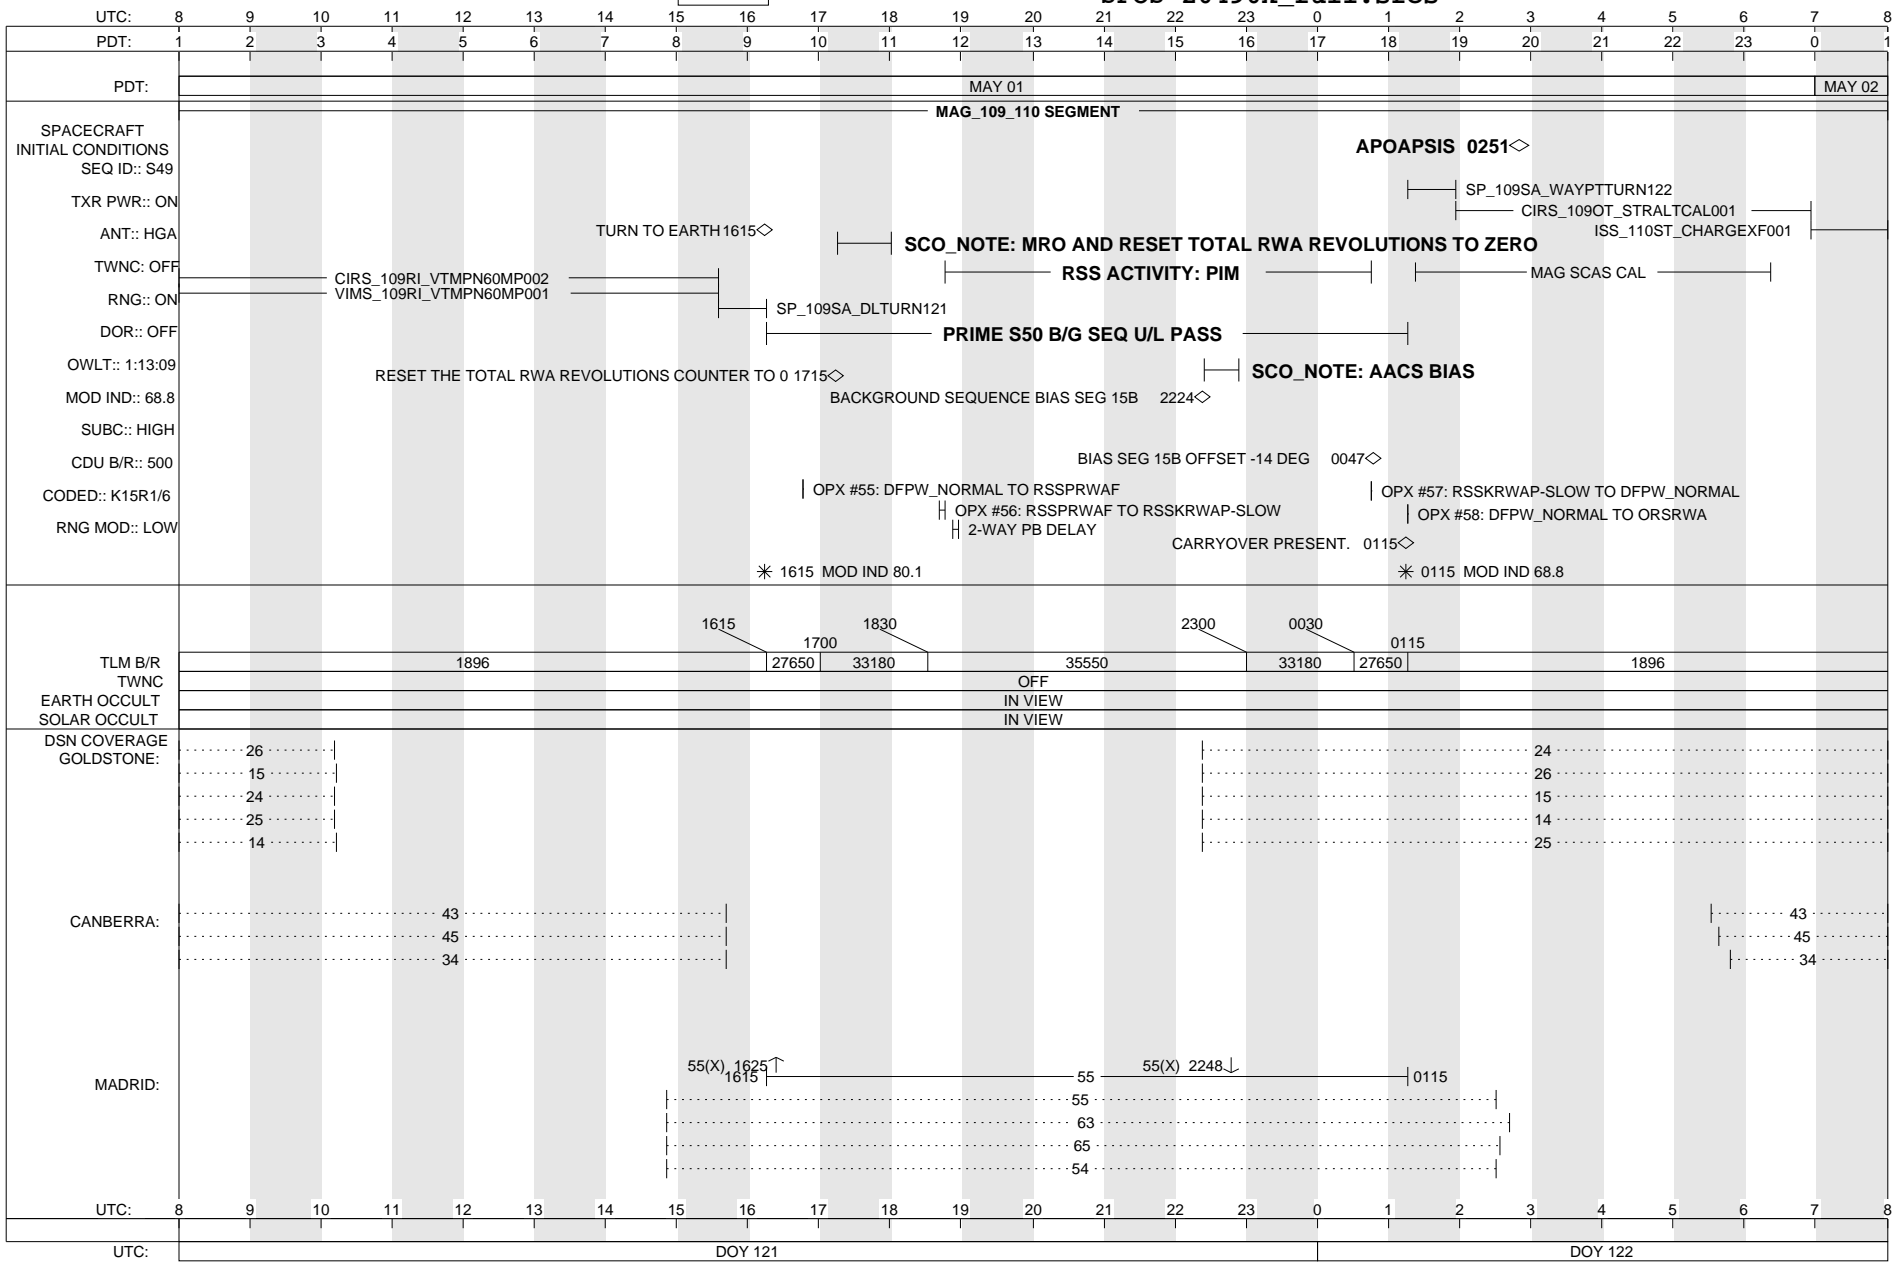 UTC: 8 9 10 11 12 13 14 15 16 17 18 19 20 21 22 23 0 1 2 3 4 5 6 7 8
PDT: 1 2 3 4 5 6 7 8 9 10 11 12 13 14 15 16 17 18 19 20 21 22 23 0 1
PDT: MAY 01 MAY 02
MAG_109_110 SEGMENT
SPACECRAFT
INITIAL CONDITIONS
SEQ ID:: S49
APOAPSIS 0251
SP_109SA_WAYPTTURN122
TXR PWR:: ON
CIRS_109OT_STRALTCAL001
ANT:: HGA
TURN TO EARTH 1615
ISS_110ST_CHARGEXF001
SCO_NOTE: MRO AND RESET TOTAL RWA REVOLUTIONS TO ZERO
TWNC: OFF
RSS ACTIVITY: PIM
MAG SCAS CAL
CIRS_109RI_VTMPN60MP002
VIMS_109RI_VTMPN60MP001
RNG:: ON
SP_109SA_DLTURN121
DOR:: OFF
PRIME S50 B/G SEQ U/L PASS
OWLT:: 1:13:09
RESET THE TOTAL RWA REVOLUTIONS COUNTER TO 0 1715
SCO_NOTE: AACS BIAS
MOD IND:: 68.8
BACKGROUND SEQUENCE BIAS SEG 15B 2224
SUBC:: HIGH
CDU B/R:: 500
BIAS SEG 15B OFFSET -14 DEG 0047
CODED:: K15R1/6
OPX #55: DFPW_NORMAL TO RSSPRWAF
OPX #57: RSSKRWAP-SLOW TO DFPW_NORMAL
OPX #56: RSSPRWAF TO RSSKRWAP-SLOW
OPX #58: DFPW_NORMAL TO ORSRWA
RNG MOD:: LOW
2-WAY PB DELAY
CARRYOVER PRESENT. 0115
1615 MOD IND 80.1
0115 MOD IND 68.8
1615 1700 1830 2300 0030 0115
TLM B/R 1896 27650 33180 35550 33180 27650 1896
TWNC OFF
EARTH OCCULT IN VIEW
SOLAR OCCULT IN VIEW
DSN COVERAGE
GOLDSTONE:
26 24
15 26
24 15
25 14
14 25
CANBERRA:
43 43
45 45
34 34
MADRID:
55(X) 1625 55(X) 2248
1615 55 0115
55
63
65
54
UTC: 8 9 10 11 12 13 14 15 16 17 18 19 20 21 22 23 0 1 2 3 4 5 6 7 8
UTC: DOY 121 DOY 122